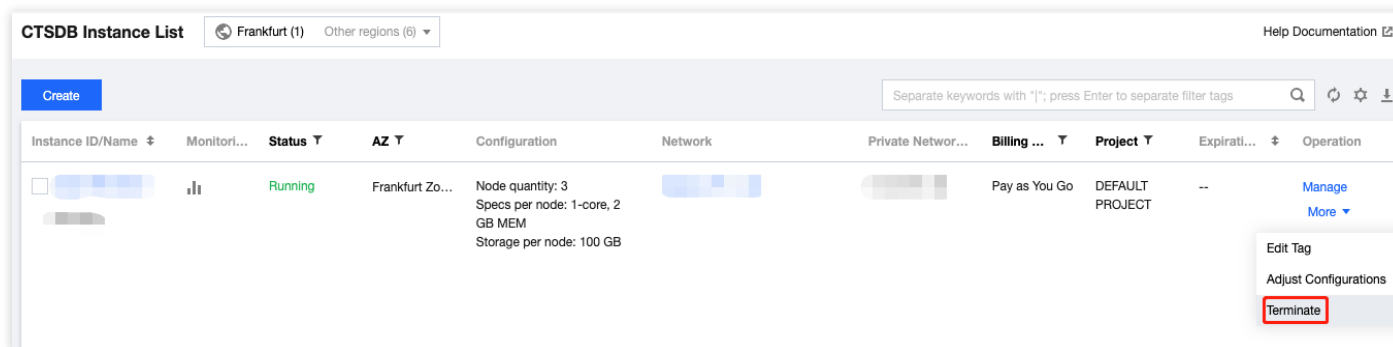 CTSDB Instance List Frankfurt (1) Other regions (6) Help Documentation
Create Separate keywords with "|"; press Enter to separate filter tags
Instance ID/Name Monitori... Status AZ Configuration Network Private Networ... Billing ... Project Expirati... Operation
Running Frankfurt Zo... Node quantity: 3 Pay as You Go DEFAULT -- Manage
Specs per node: 1-core, 2 PROJECT
GB MEM More
Storage per node: 100 GB
Edit Tag
Adjust Configurations
Terminate